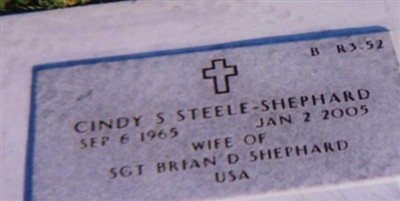 B R3-52
CINDY S STEELE-SHEPHARD
SEP 6 1965 JAN 2 2005
WIFE OF
SGT BRIAN D SHEPHARD
USA